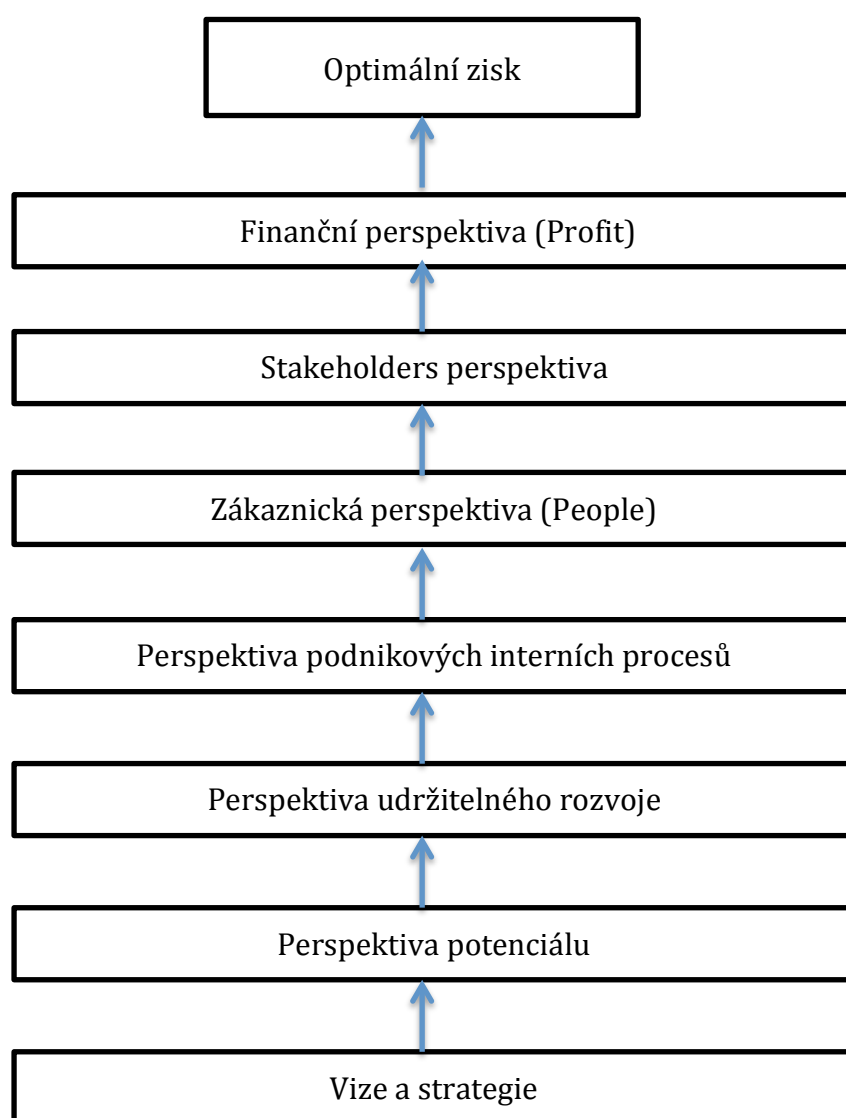 Optimální zisk
Finanční perspektiva (Profit)
Stakeholders perspektiva
Zákaznická perspektiva (People)
Perspektiva podnikových interních procesů
Perspektiva udržitelného rozvoje
Perspektiva potenciálu
Vize a strategie